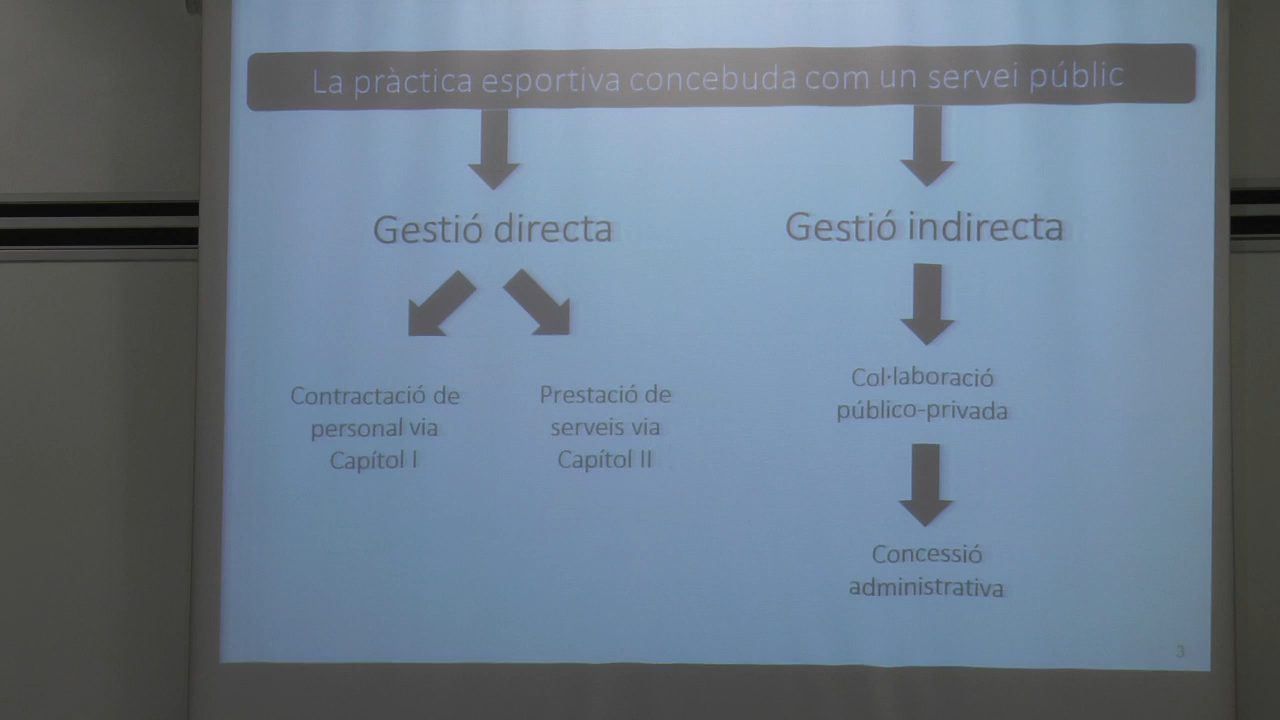 La pràctica esportiva concebuda com un servei públic
Gestió directa
Gestió indirecta
Contractació de
personal via
Capítol I
Prestació de
serveis via
Capítol II
Col·laboració
público-privada
Concessió
administrativa
3